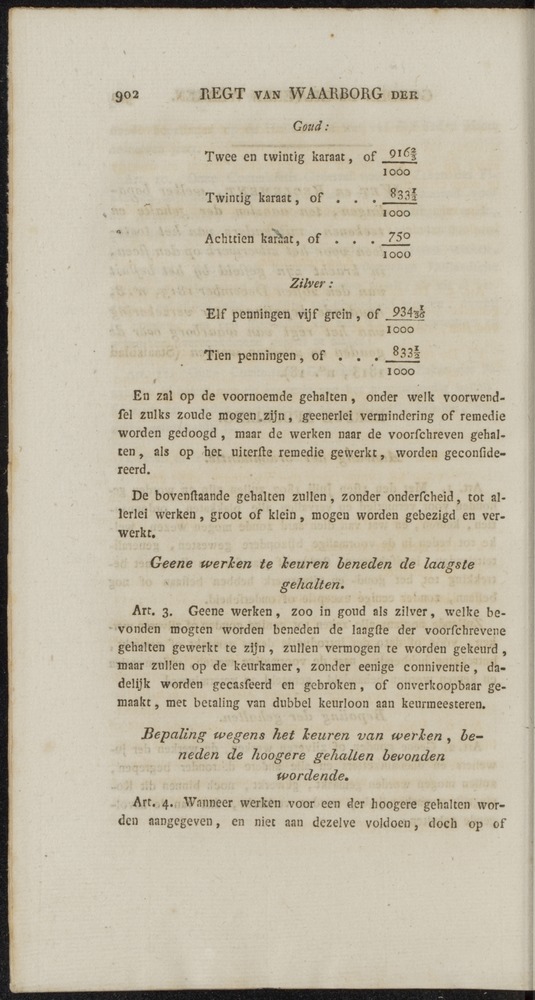 902 REGT VAN WAARBORG DER
Goud :
Twee en twintig karaat, of 916⅔
1000
Twintig karaat, of . . . 833⅓
1000
Achttien karaat, of . . . 750
1000
Zilver :
Elf penningen vijf grein, of 934 1/36
1000
Tien penningen, of . . . 833⅓
1000
En zal op de voornoemde gehalten, onder welk voorwend-
ſel zulks zoude mogen zijn, geenerlei vermindering of remedie
worden gedoogd, maar de werken naar de voorſchreven gehal-
ten, als op het uiterſte remedie gewerkt, worden geconſide-
reerd.
De bovenſtaande gehalten zullen, zonder onderſcheid, tot al-
lerlei werken, groot of klein, mogen worden gebezigd en ver-
werkt.
Geene werken te keuren beneden de laagste
gehalten.
Art. 3. Geene werken, zoo in goud als zilver, welke be-
vonden mogten worden beneden de laagſte der voorſchrevene
gehalten gewerkt te zijn, zullen vermogen te worden gekeurd,
maar zullen op de keurkamer, zonder eenige conniventie, da-
delijk worden gecasſeerd en gebroken, of onverkoopbaar ge-
maakt, met betaling van dubbel keurloon aan keurmeesteren.
Bepaling wegens het keuren van werken, be-
neden de hoogere gehalten bevonden
wordende.
Art. 4. Wanneer werken voor een der hoogere gehalten wor-
den aangegeven, en niet aan dezelve voldoen, doch op of